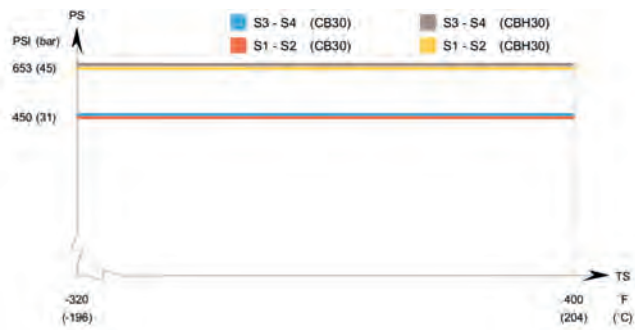 PS
PSI (bar)
S3 - S4 (CB30)
S3 - S4 (CBH30)
S1 - S2 (CB30)
S1 - S2 (CBH30)
653 (45)
450 (31)
TS
-320
400
°F
(-196)
(204)
(°C)